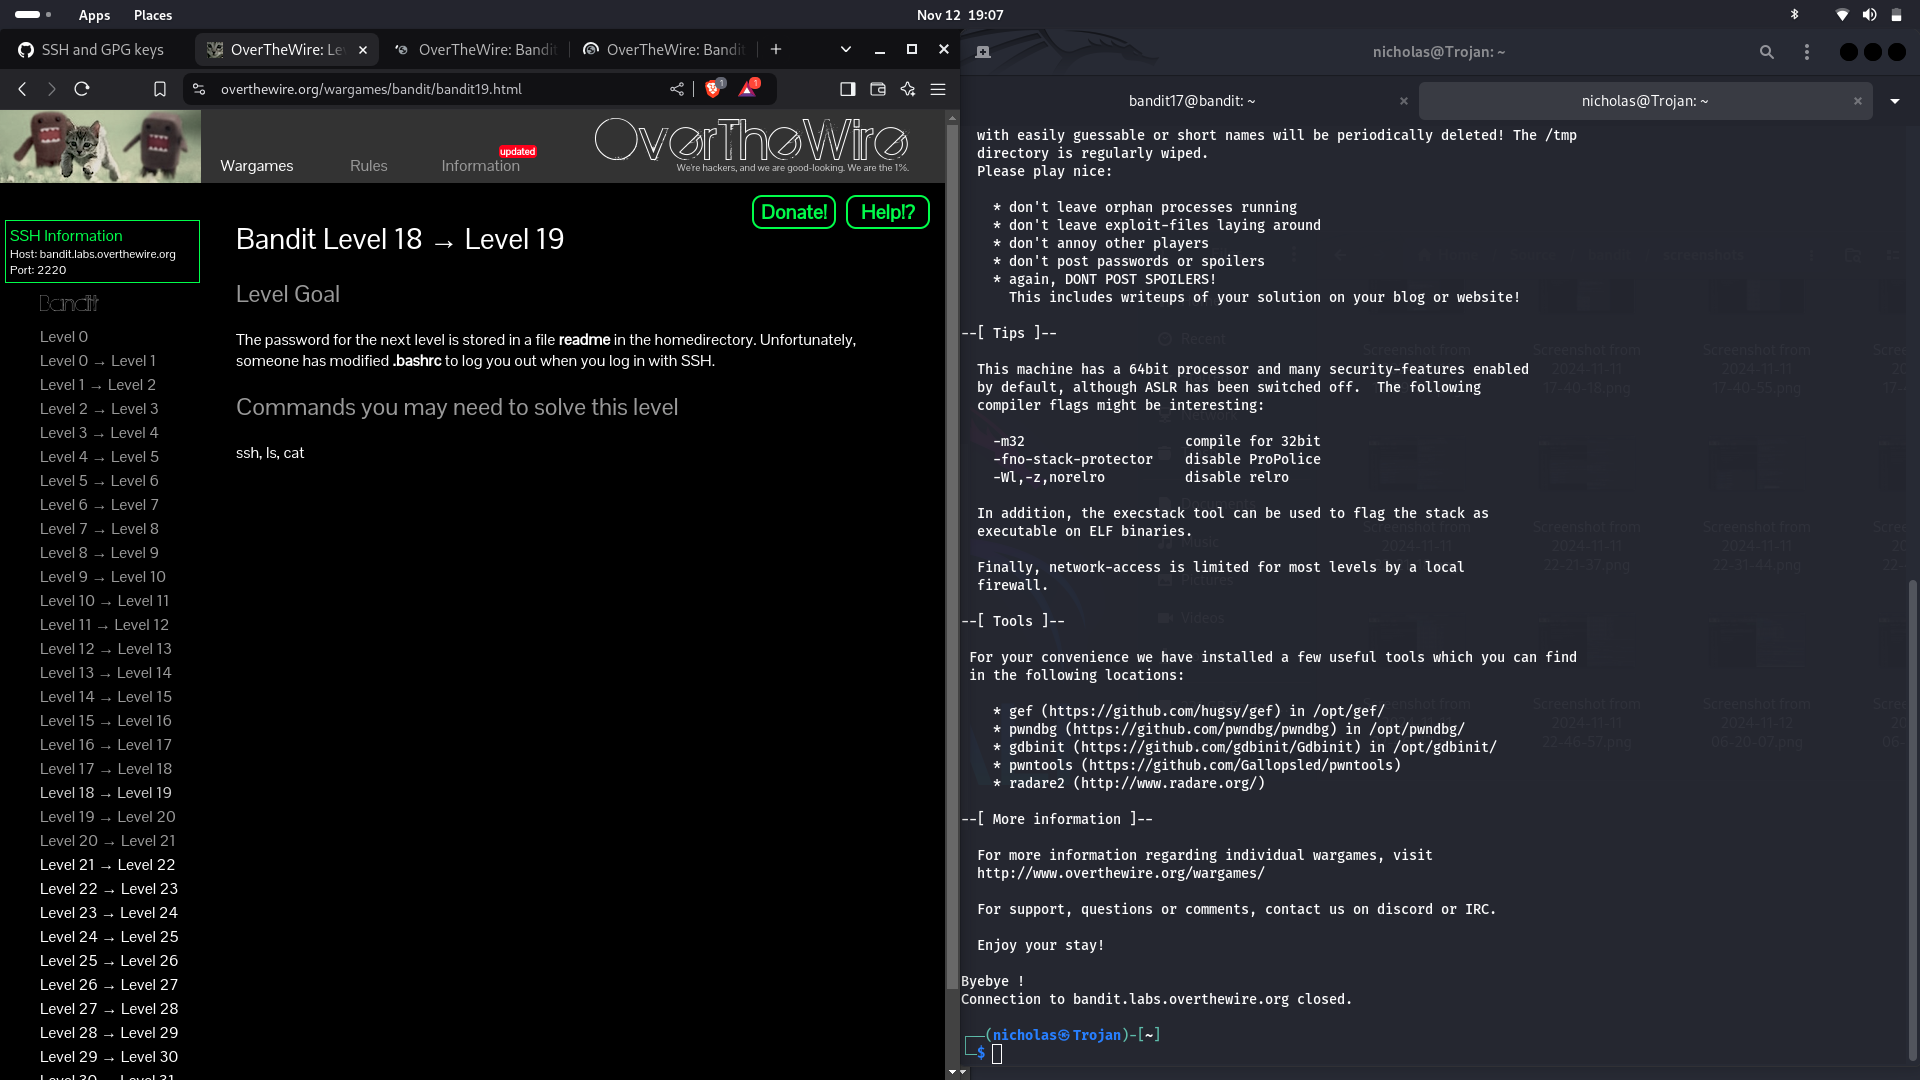 Apps
Places
Nov 12 19:07
SSH and GPG keys
OverTheWire: Le
OverTheWire: Bandit
OverTheWire: Bandit
overthewire.org/wargames/bandit/bandit19.html
1
1
Wargames
Rules
Information
updated
OverTheWire
We're hackers, and we are good-looking. We are the 1%.
Donate!
Help!?
SSH Information
Host: bandit.labs.overthewire.org
Port: 2220
Bandit
Level 0
Level 0 → Level 1
Level 1 → Level 2
Level 2 → Level 3
Level 3 → Level 4
Level 4 → Level 5
Level 5 → Level 6
Level 6 → Level 7
Level 7 → Level 8
Level 8 → Level 9
Level 9 → Level 10
Level 10 → Level 11
Level 11 → Level 12
Level 12 → Level 13
Level 13 → Level 14
Level 14 → Level 15
Level 15 → Level 16
Level 16 → Level 17
Level 17 → Level 18
Level 18 → Level 19
Level 19 → Level 20
Level 20 → Level 21
Level 21 → Level 22
Level 22 → Level 23
Level 23 → Level 24
Level 24 → Level 25
Level 25 → Level 26
Level 26 → Level 27
Level 27 → Level 28
Level 28 → Level 29
Level 29 → Level 30
Level 30 → Level 31
Bandit Level 18 → Level 19
Level Goal
The password for the next level is stored in a file readme in the homedirectory. Unfortunately,
someone has modified .bashrc to log you out when you log in with SSH.
Commands you may need to solve this level
ssh, ls, cat
nicholas@Trojan: ~
bandit17@bandit: ~
nicholas@Trojan: ~
with easily guessable or short names will be periodically deleted! The /tmp
directory is regularly wiped.
Please play nice:
* don't leave orphan processes running
* don't leave exploit-files laying around
* don't annoy other players
* don't post passwords or spoilers
* again, DONT POST SPOILERS!
This includes writeups of your solution on your blog or website!
--[ Tips ]--
This machine has a 64bit processor and many security-features enabled
by default, although ASLR has been switched off.  The following
compiler flags might be interesting:
-m32                    compile for 32bit
-fno-stack-protector    disable ProPolice
-Wl,-z,norelro          disable relro
In addition, the execstack tool can be used to flag the stack as
executable on ELF binaries.
Finally, network-access is limited for most levels by a local
firewall.
--[ Tools ]--
For your convenience we have installed a few useful tools which you can find
in the following locations:
* gef (https://github.com/hugsy/gef) in /opt/gef/
* pwndbg (https://github.com/pwndbg/pwndbg) in /opt/pwndbg/
* gdbinit (https://github.com/gdbinit/Gdbinit) in /opt/gdbinit/
* pwntools (https://github.com/Gallopsled/pwntools)
* radare2 (http://www.radare.org/)
--[ More information ]--
For more information regarding individual wargames, visit
http://www.overthewire.org/wargames/
For support, questions or comments, contact us on discord or IRC.
Enjoy your stay!
Byebye !
Connection to bandit.labs.overthewire.org closed.
┌──(nicholas㉿Trojan)-[~]
└─$